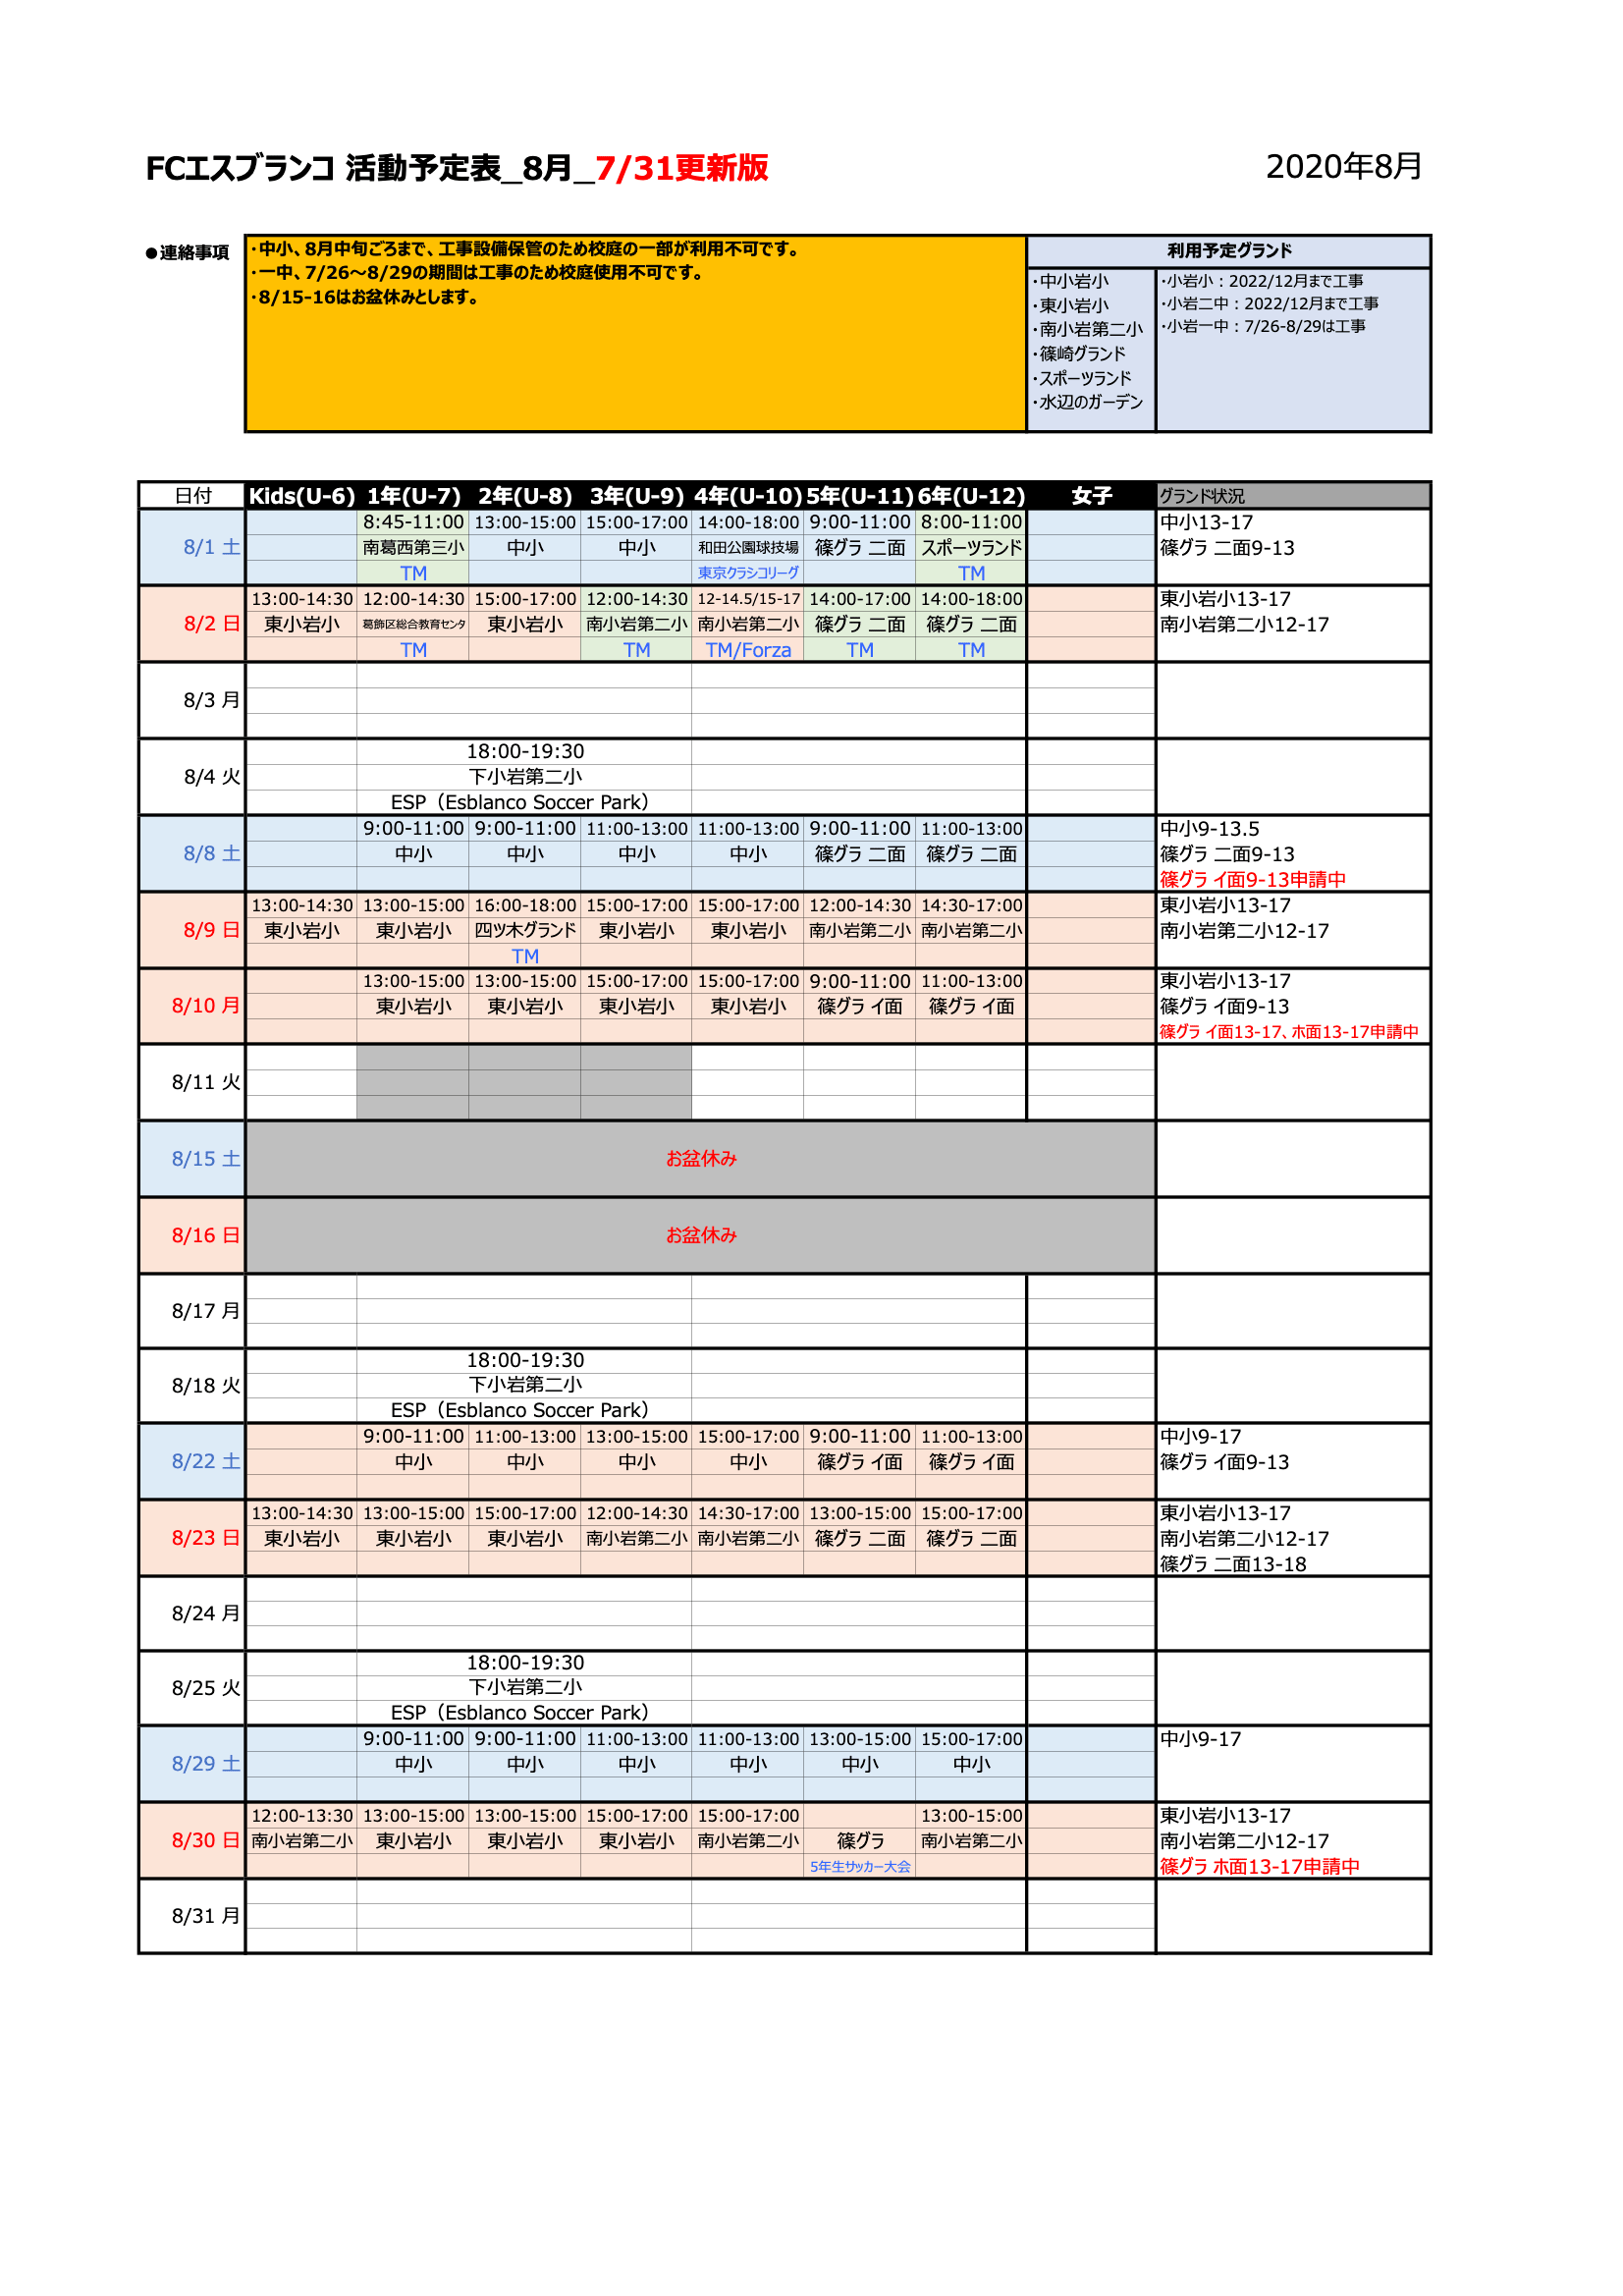 FCエスブランコ 活動予定表_8月_7/31更新版
2020年8月
●連絡事項
・中小、8月中旬ごろまで、工事設備保管のため校庭の一部が利用不可です。
・一中、7/26～8/29の期間は工事のため校庭使用不可です。
・8/15-16はお盆休みとします。
利用予定グランド
・中小岩小
・東小岩小
・南小岩第二小
・篠崎グランド
・スポーツランド
・水辺のガーデン
・小岩小：2022/12月まで工事
・小岩二中：2022/12月まで工事
・小岩一中：7/26-8/29は工事
日付 Kids(U-6) 1年(U-7) 2年(U-8) 3年(U-9) 4年(U-10) 5年(U-11) 6年(U-12) 女子 グランド状況
8/1 土
8:45-11:00 13:00-15:00 15:00-17:00 14:00-18:00 9:00-11:00 8:00-11:00 中小13-17
南葛西第三小 中小 中小 和田公園球技場 篠グラ 二面 スポーツランド 篠グラ 二面9-13
TM 東京クラシコリーグ TM
8/2 日
13:00-14:30 12:00-14:30 15:00-17:00 12:00-14:30 12-14.5/15-17 14:00-17:00 14:00-18:00 東小岩小13-17
東小岩小 葛飾区総合教育センタ 東小岩小 南小岩第二小 南小岩第二小 篠グラ 二面 篠グラ 二面 南小岩第二小12-17
TM TM TM/Forza TM TM
8/3 月
8/4 火
18:00-19:30
下小岩第二小
ESP（Esblanco Soccer Park）
8/8 土
9:00-11:00 9:00-11:00 11:00-13:00 11:00-13:00 9:00-11:00 11:00-13:00 中小9-13.5
中小 中小 中小 中小 篠グラ 二面 篠グラ 二面 篠グラ 二面9-13
篠グラ イ面9-13申請中
8/9 日
13:00-14:30 13:00-15:00 16:00-18:00 15:00-17:00 15:00-17:00 12:00-14:30 14:30-17:00 東小岩小13-17
東小岩小 東小岩小 四ツ木グランド 東小岩小 東小岩小 南小岩第二小 南小岩第二小 南小岩第二小12-17
TM
8/10 月
13:00-15:00 13:00-15:00 15:00-17:00 15:00-17:00 9:00-11:00 11:00-13:00 東小岩小13-17
東小岩小 東小岩小 東小岩小 東小岩小 篠グラ イ面 篠グラ イ面 篠グラ イ面9-13
篠グラ イ面13-17、ホ面13-17申請中
8/11 火
8/15 土 お盆休み
8/16 日 お盆休み
8/17 月
8/18 火
18:00-19:30
下小岩第二小
ESP（Esblanco Soccer Park）
8/22 土
9:00-11:00 11:00-13:00 13:00-15:00 15:00-17:00 9:00-11:00 11:00-13:00 中小9-17
中小 中小 中小 中小 篠グラ イ面 篠グラ イ面 篠グラ イ面9-13
8/23 日
13:00-14:30 13:00-15:00 15:00-17:00 12:00-14:30 14:30-17:00 13:00-15:00 15:00-17:00 東小岩小13-17
東小岩小 東小岩小 東小岩小 南小岩第二小 南小岩第二小 篠グラ 二面 篠グラ 二面 南小岩第二小12-17
篠グラ 二面13-18
8/24 月
8/25 火
18:00-19:30
下小岩第二小
ESP（Esblanco Soccer Park）
8/29 土
9:00-11:00 9:00-11:00 11:00-13:00 11:00-13:00 13:00-15:00 15:00-17:00 中小9-17
中小 中小 中小 中小 中小 中小
8/30 日
12:00-13:30 13:00-15:00 13:00-15:00 15:00-17:00 15:00-17:00 13:00-15:00 東小岩小13-17
南小岩第二小 東小岩小 東小岩小 東小岩小 南小岩第二小 篠グラ 南小岩第二小 南小岩第二小12-17
5年生サッカー大会 篠グラ ホ面13-17申請中
8/31 月